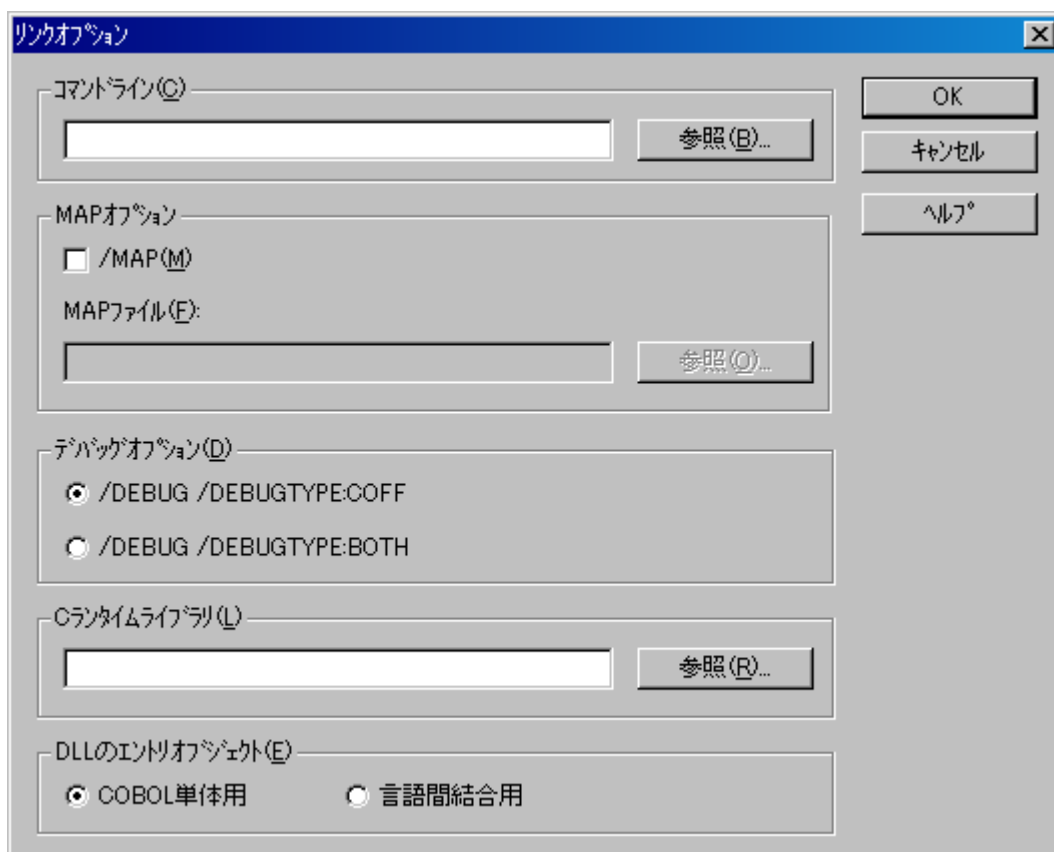 ﾘﾝｸｵﾌﾟｼｮﾝ
ｺﾏﾝﾄﾞﾗｲﾝ(C)
参照(B)...
OK
ｷｬﾝｾﾙ
ﾍﾙﾌﾟ
MAPｵﾌﾟｼｮﾝ
/MAP(M)
MAPﾌｧｲﾙ(F):
参照(O)...
ﾃﾞﾊﾞｯｸﾞｵﾌﾟｼｮﾝ(D)
/DEBUG /DEBUGTYPE:COFF
/DEBUG /DEBUGTYPE:BOTH
Cﾗﾝﾀｲﾑﾗｲﾌﾞﾗﾘ(L)
参照(R)...
DLLのｴﾝﾄﾘｵﾌﾞｼﾞｪｸﾄ(E)
COBOL単体用 言語間結合用